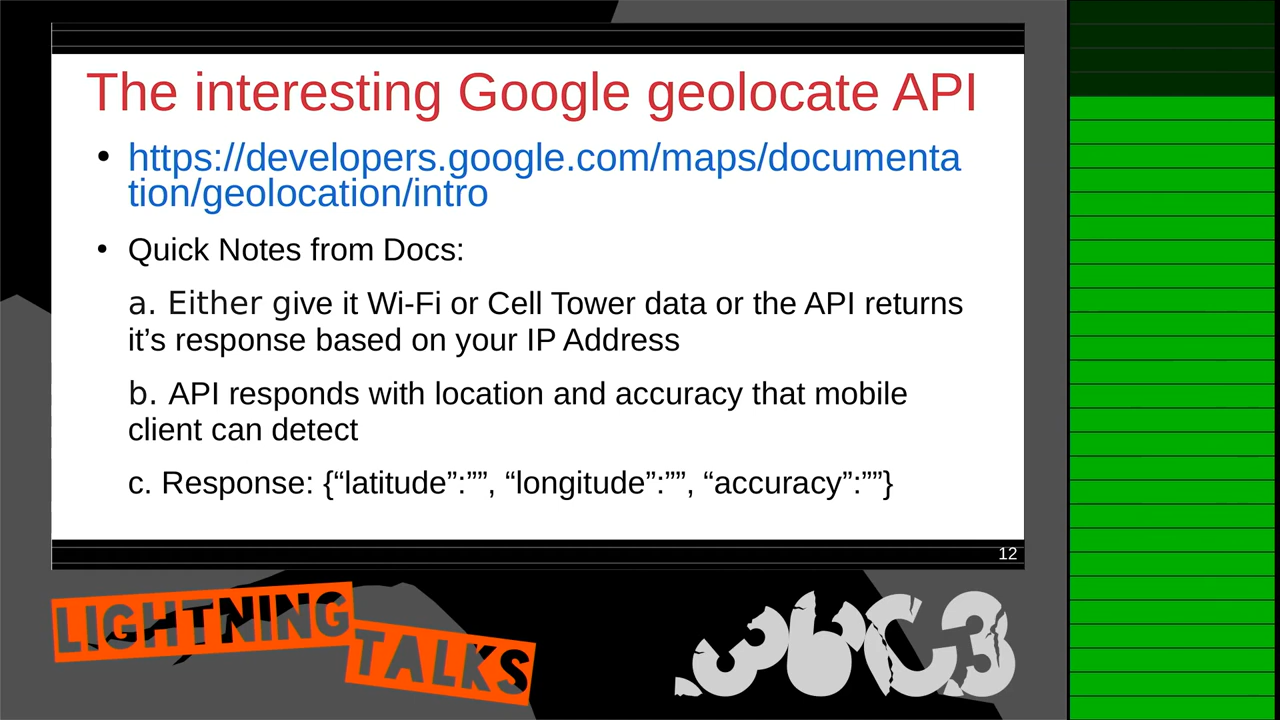 The interesting Google geolocate API
• https://developers.google.com/maps/documenta
tion/geolocation/intro
• Quick Notes from Docs:
a. Either give it Wi-Fi or Cell Tower data or the API returns
it’s response based on your IP Address
b. API responds with location and accuracy that mobile
client can detect
c. Response: {“latitude”:””, “longitude”:””, “accuracy”:””}
12
LIGHTNING
TALKS
36C3